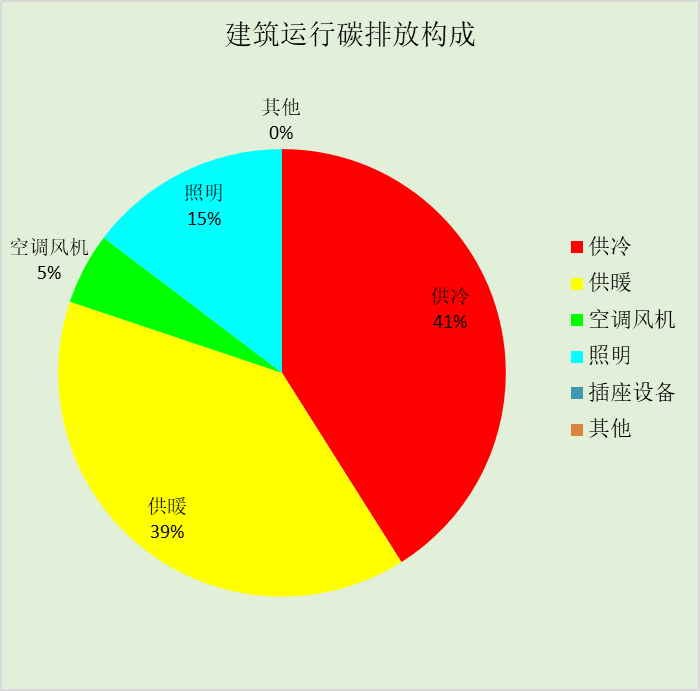 建筑运行碳排放构成
其他
0%
照明
15%
空调风机
5%
供冷
41%
供暖
39%
供冷
供暖
空调风机
照明
插座设备
其他